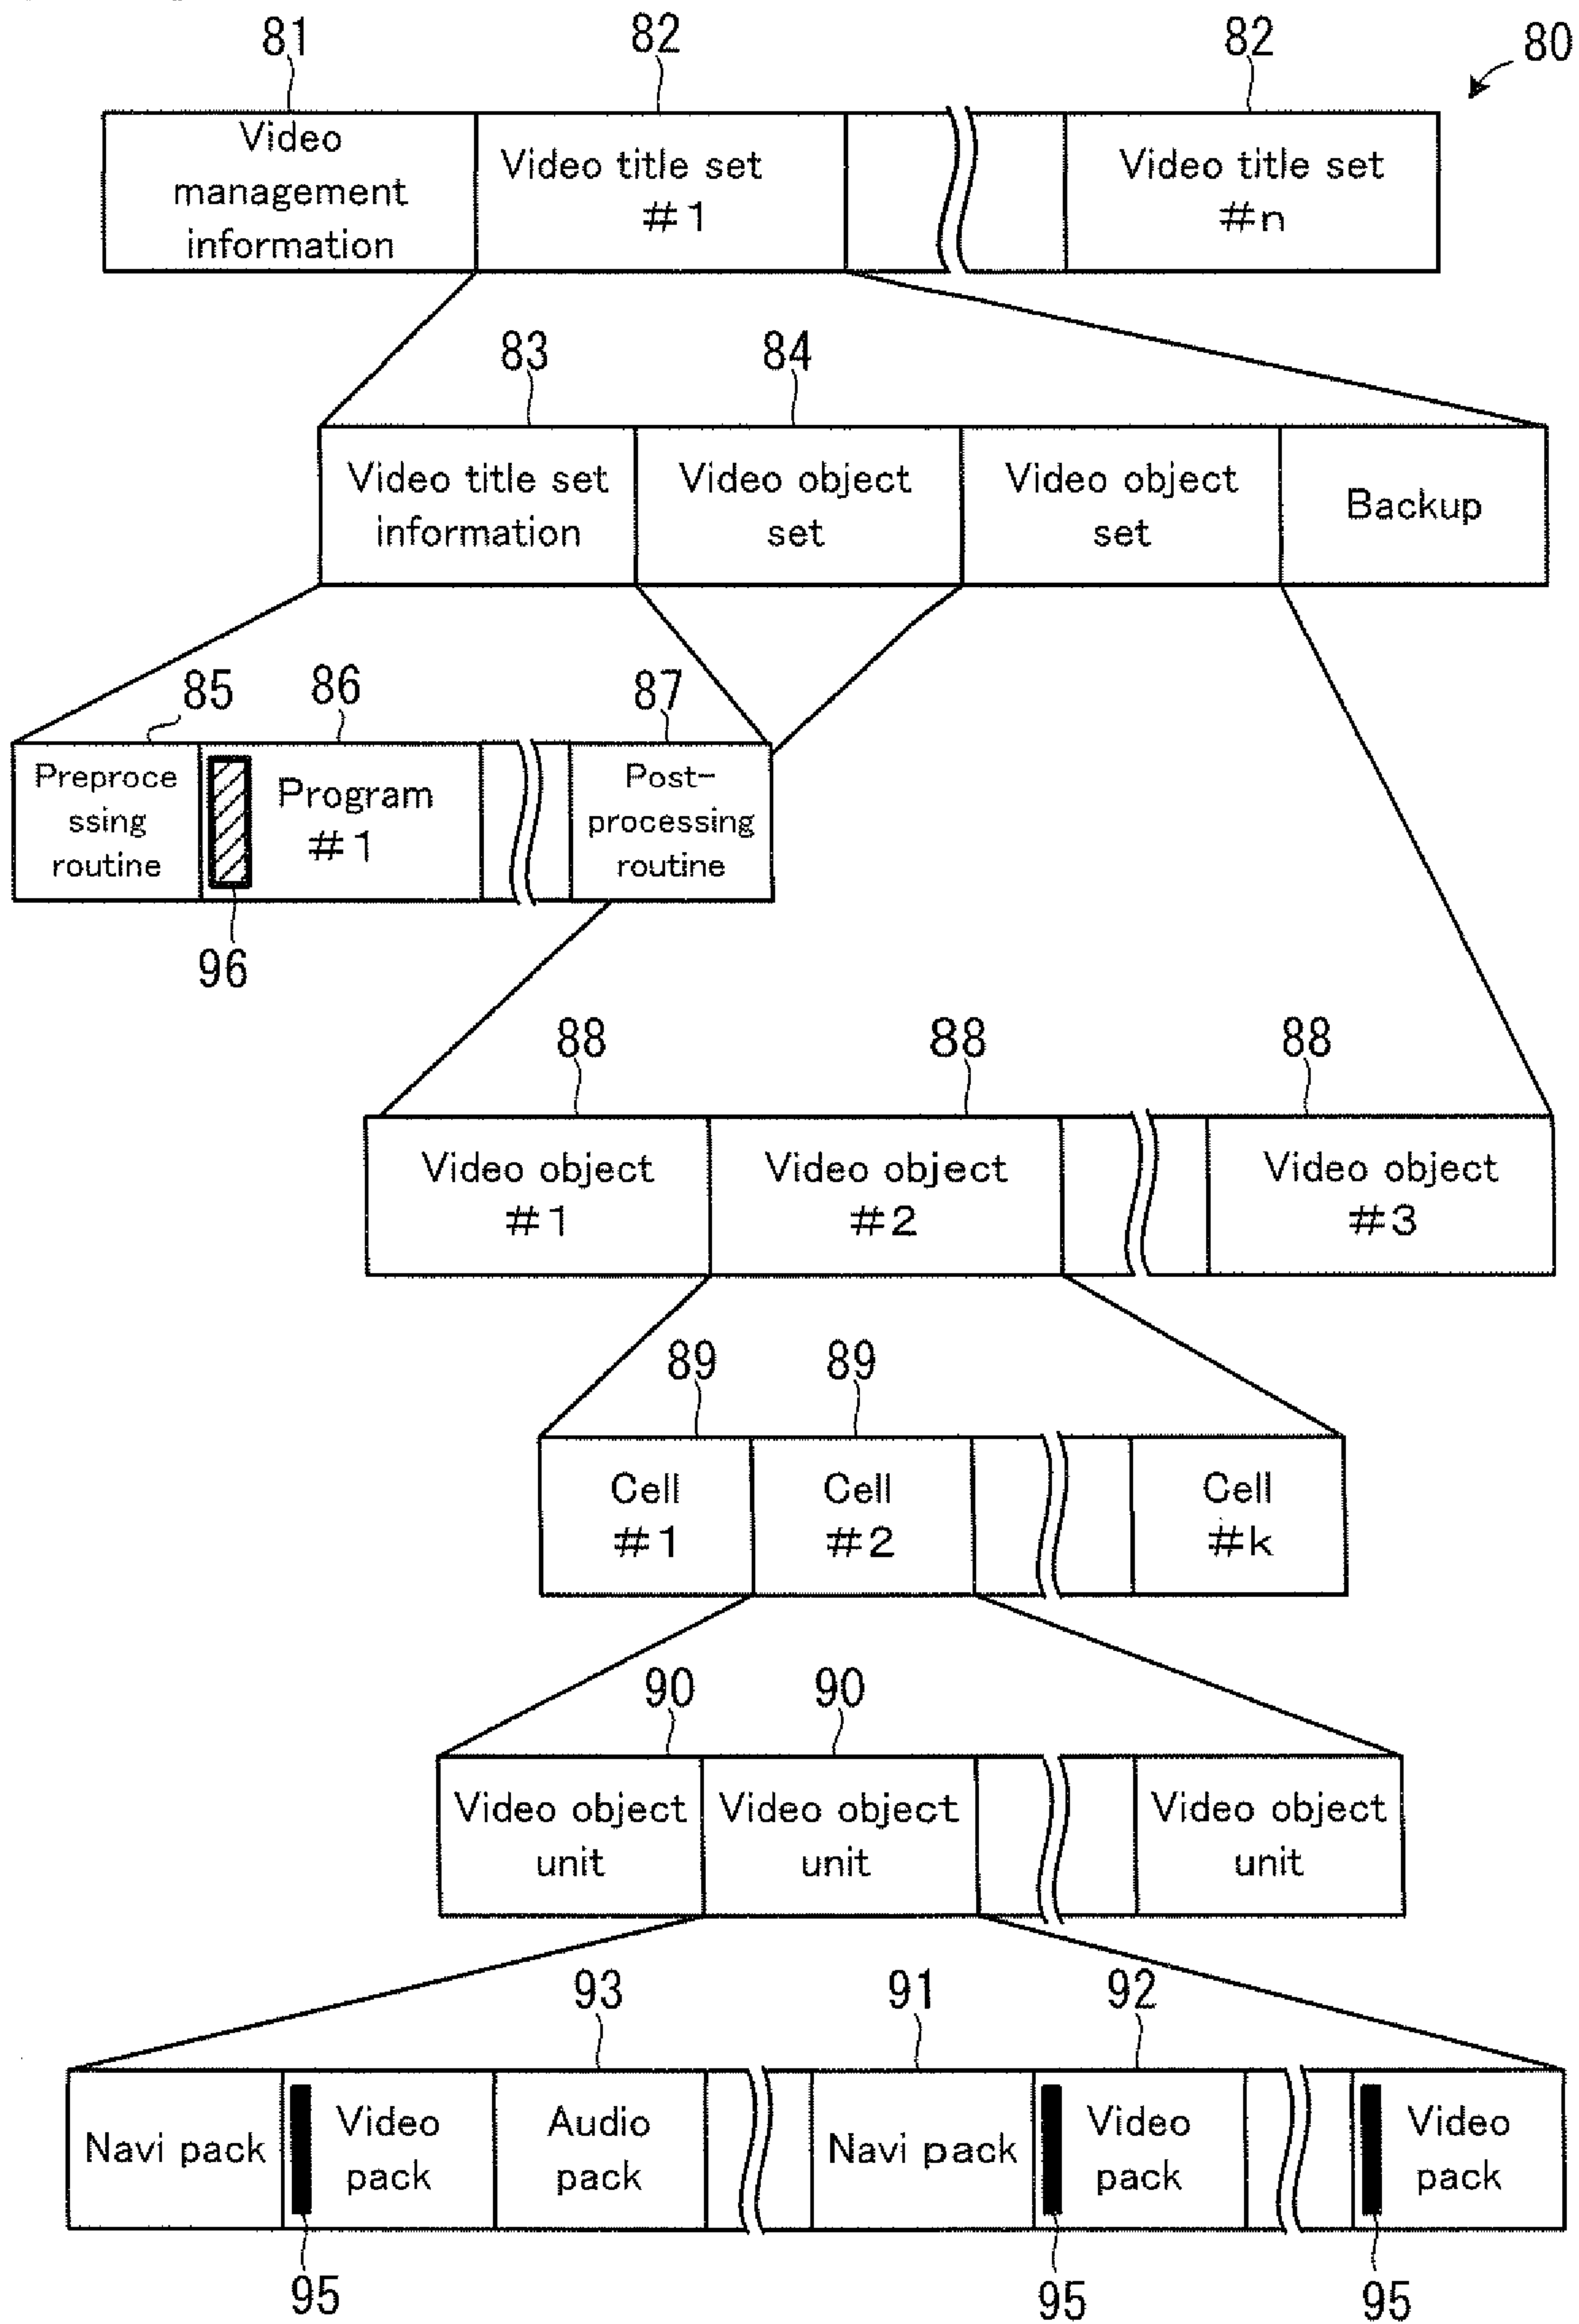 81
82
82
80
Video
management
information
Video title set
#1
Video title set
#n
83
84
Video title set
information
Video object
set
Video object
set
Backup
85
86
87
Preproce
ssing
routine
Program
#1
Post-
processing
routine
96
88
88
88
Video object
#1
Video object
#2
Video object
#3
89
89
Cell
#1
Cell
#2
Cell
#k
90
90
Video object
unit
Video object
unit
Video object
unit
93
91
92
Navi pack
Video
pack
Audio
pack
Navi pack
Video
pack
Video
pack
95
95
95